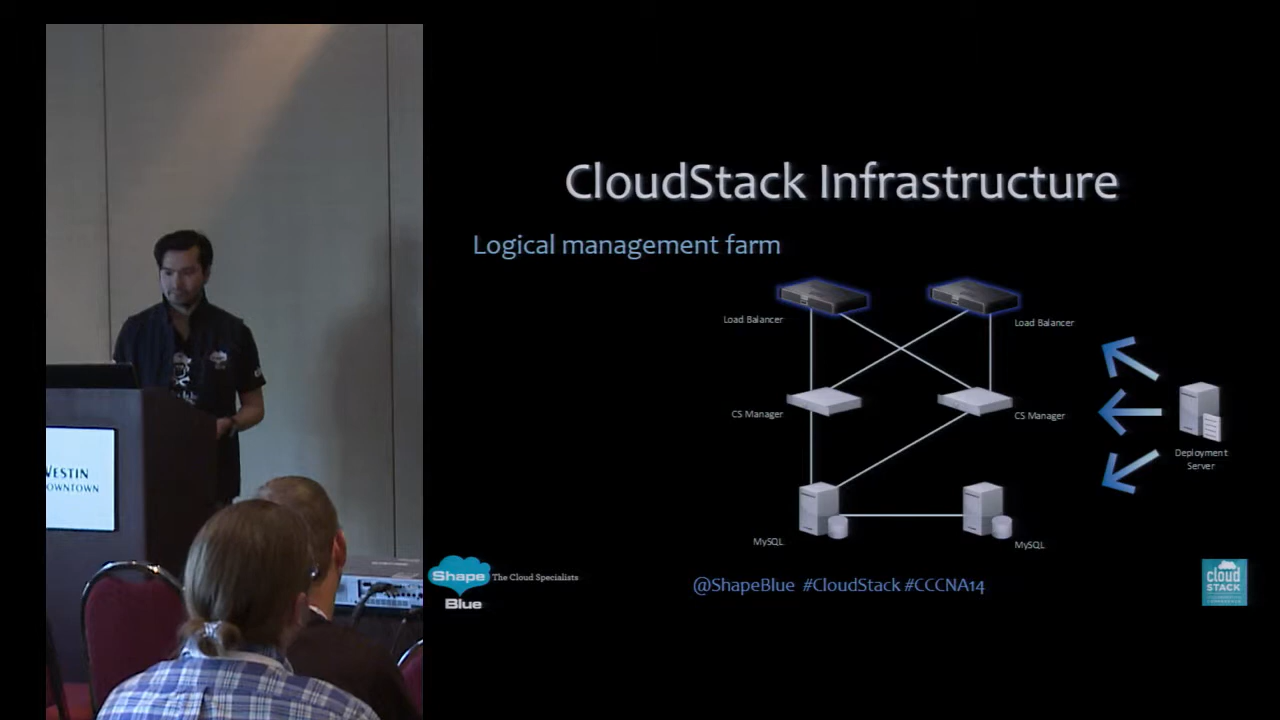 CloudStack Infrastructure
Logical management farm
Load Balancer
Load Balancer
CS Manager
CS Manager
Deployment
Server
MySQL
MySQL
WESTIN
DOWNTOWN
Shape
Blue
The Cloud Specialists
@ShapeBlue #CloudStack #CCCNA14
cloud
STACK